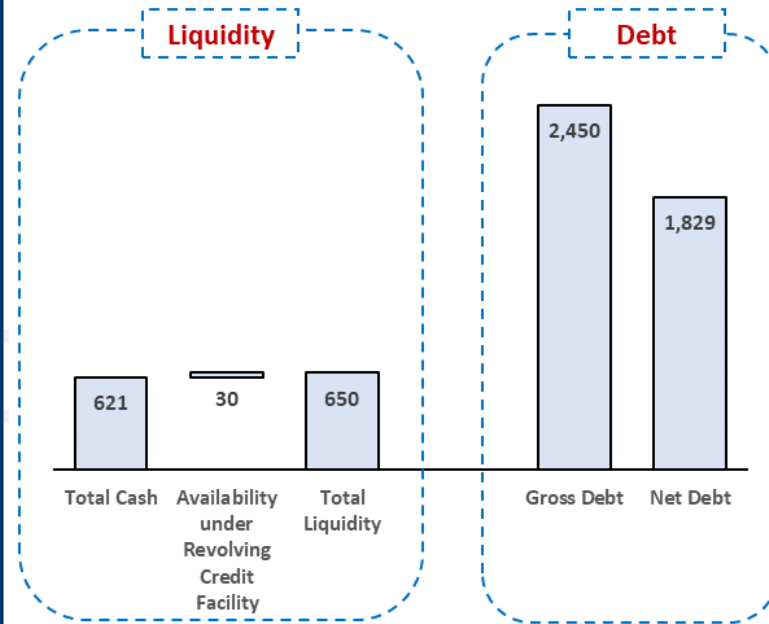 Liquidity
Debt
2,450
1,829
621
30
650
Total Cash
Availability
under
Revolving
Credit
Facility
Total
Liquidity
Gross Debt
Net Debt